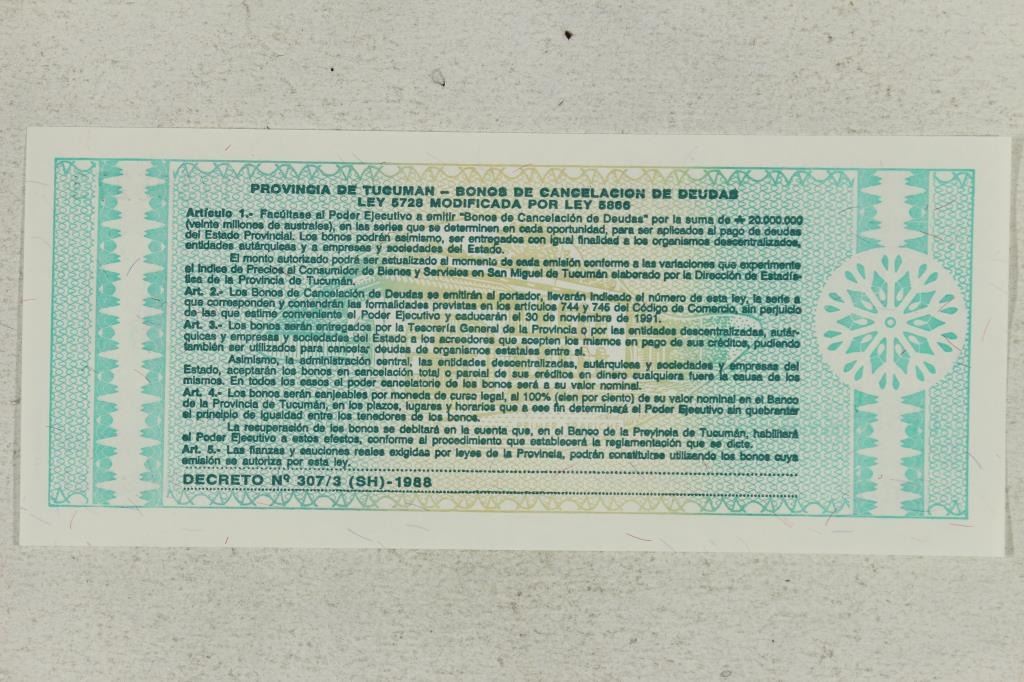 PROVINCIA DE TUCUMAN – BONOS DE CANCELACION DE DEUDAS
LEY 5728 MODIFICADA POR LEY 5856
Artículo 1.- Facúltase al Poder Ejecutivo a emitir "Bonos de Cancelación de Deudas" por la suma de ₳ 20.000.000
(veinte millones de australes), en las series que se determinen en cada oportunidad, para ser aplicados al pago de deudas
del Estado Provincial. Los bonos podrán asimismo, ser entregados con igual finalidad a los organismos descentralizados,
entidades autárquicas y a empresas y sociedades del Estado.
El monto autorizado podrá ser actualizado al momento de cada emisión conforme a las variaciones que experimente
el Indice de Precios al Consumidor de Bienes y Servicios en San Miguel de Tucumán elaborado por la Dirección de Estadís-
tica de la Provincia de Tucumán.
Art. 2.- Los Bonos de Cancelación de Deudas se emitirán al portador, llevarán indicado el número de esta ley, la serie a
que corresponden y contendrán las formalidades previstas en los artículos 744 y 745 del Código de Comercio, sin perjuicio
de las que estime conveniente el Poder Ejecutivo y caducarán el 30 de noviembre de 1991.
Art. 3.- Los bonos serán entregados por la Tesorería General de la Provincia o por las entidades descentralizadas, autár-
quicas y empresas y sociedades del Estado a los acreedores que acepten los mismos en pago de sus créditos, pudiendo
también ser utilizados para cancelar deudas de organismos estatales entre sí.
Asimismo, la administración central, las entidades descentralizadas, autárquicas y sociedades y empresas del
Estado, aceptarán los bonos en cancelación total o parcial de sus créditos en dinero cualquiera fuere la causa de los
mismos. En todos los casos el poder cancelatorio de los bonos será a su valor nominal.
Art. 4.- Los bonos serán canjeables por moneda de curso legal, al 100% (cien por ciento) de su valor nominal en el Banco
de la Provincia de Tucumán, en los plazos, lugares y horarios que a ese fin determinará el Poder Ejecutivo sin quebrantar
el principio de igualdad entre los tenedores de los bonos.
La recuperación de los bonos se debitará en la cuenta que, en el Banco de la Provincia de Tucumán, habilitará
el Poder Ejecutivo a estos efectos, conforme al procedimiento que establecerá la reglamentación que se dicte.
Art. 5.- Las fianzas y cauciones reales exigidas por leyes de la Provincia, podrán constituirse utilizando los bonos cuya
emisión se autoriza por esta ley.
DECRETO Nº 307/3 (SH)-1988